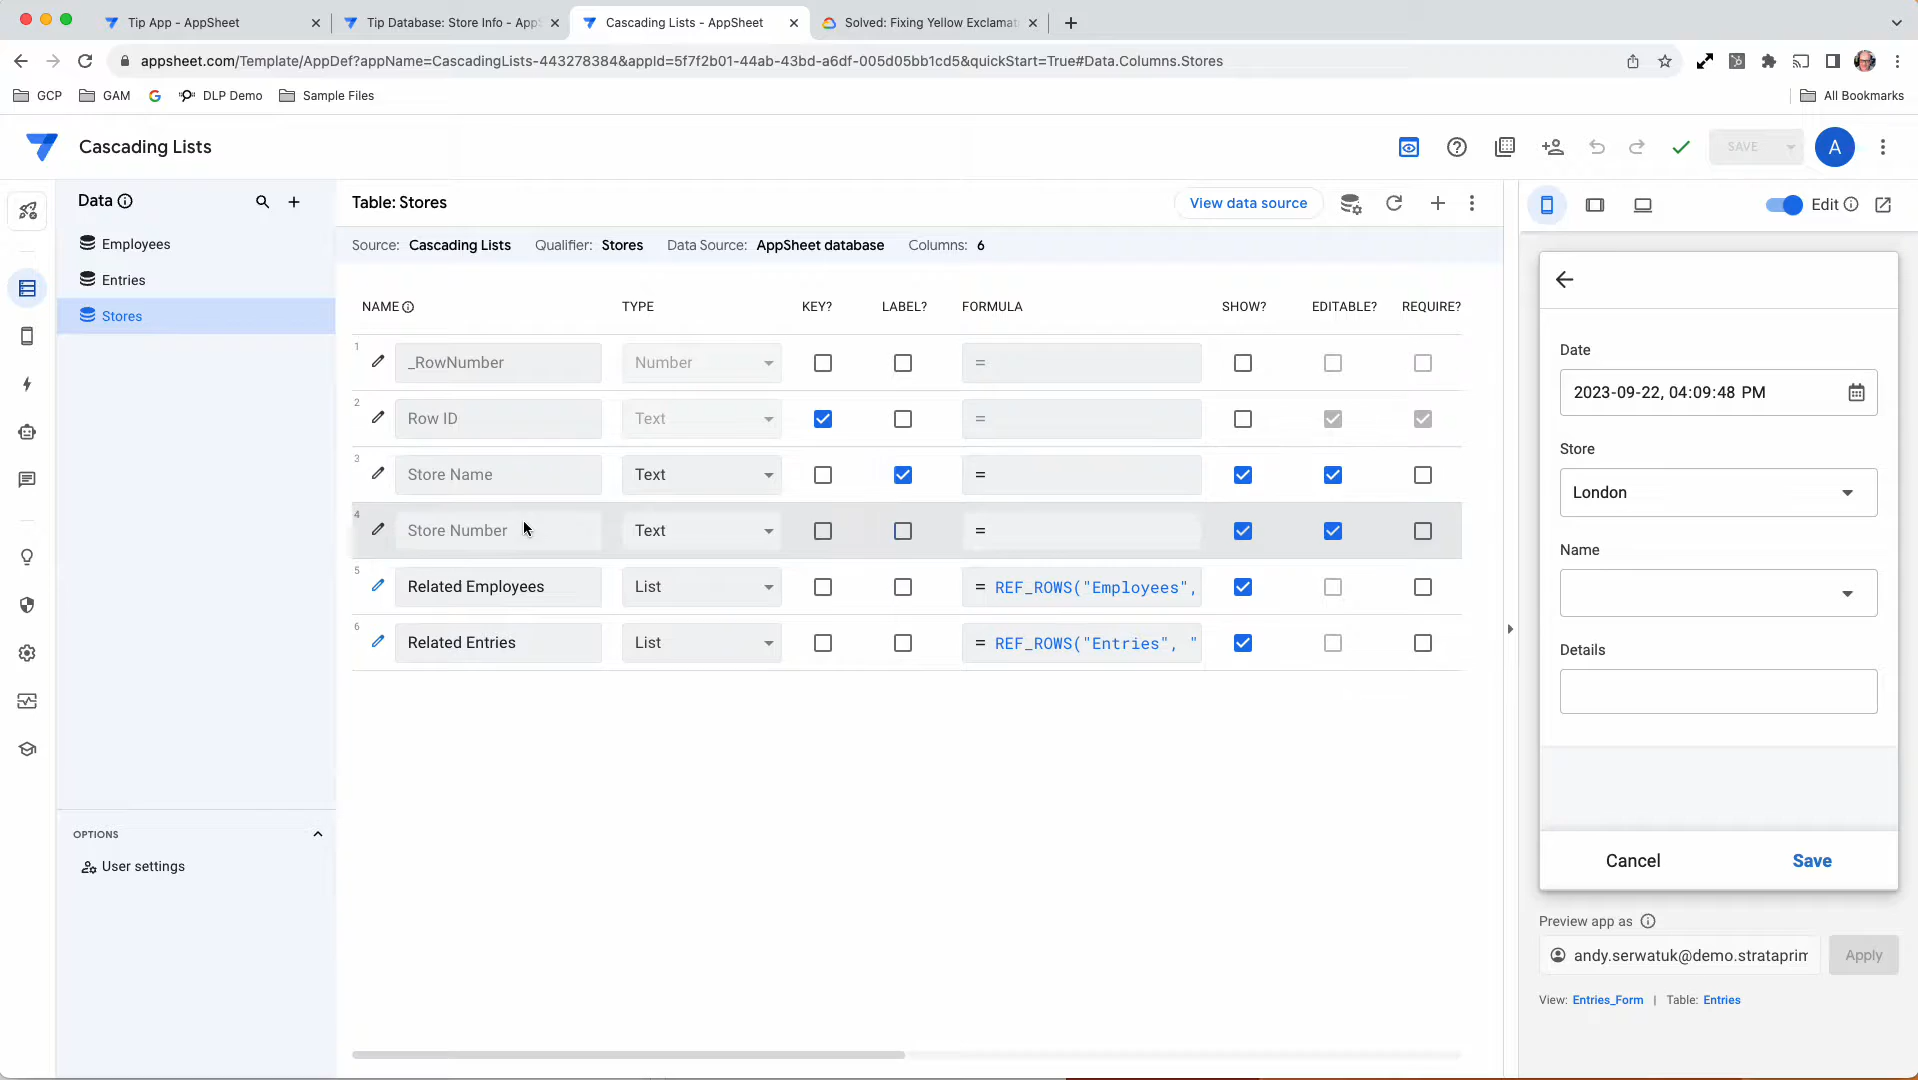 Tip App - AppSheet
Tip Database: Store Info - App
Cascading Lists - AppSheet
Solved: Fixing Yellow Exclama
appsheet.com/Template/AppDef?appName=CascadingLists-443278384&appId=5f7f2b01-44ab-43bd-a6df-005d05bb1cd5&quickStart=True#Data.Columns.Stores
GCP
GAM
DLP Demo
Sample Files
All Bookmarks
Cascading Lists
SAVE
A
Data
Employees
Entries
Stores
OPTIONS
User settings
Table: Stores
View data source
Source: Cascading Lists Qualifier: Stores Data Source: AppSheet database Columns: 6
NAME TYPE KEY? LABEL? FORMULA SHOW? EDITABLE? REQUIRE?
1 _RowNumber Number =
2 Row ID Text =
3 Store Name Text =
4 Store Number Text =
5 Related Employees List = REF_ROWS("Employees",
6 Related Entries List = REF_ROWS("Entries", "
Edit
Date
2023-09-22, 04:09:48 PM
Store
London
Name
Details
Cancel Save
Preview app as
andy.serwatuk@demo.strataprim
Apply
View: Entries_Form | Table: Entries